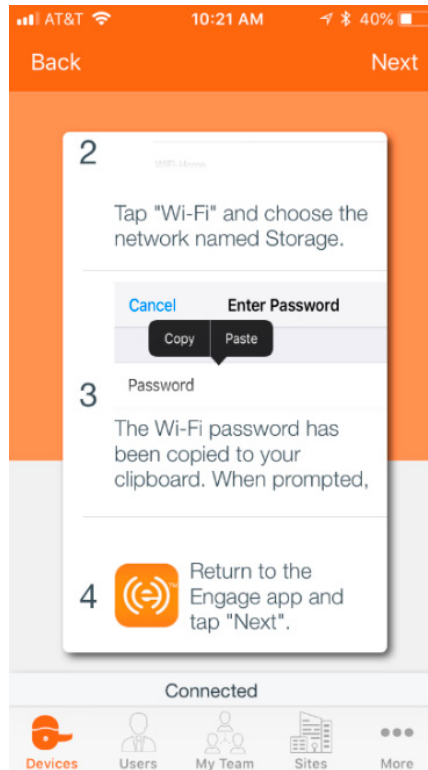 AT&T 10:21 AM 40%
Back Next
2
WiFi-Home
Tap "Wi-Fi" and choose the
network named Storage.
Cancel Enter Password
Copy Paste
3
Password
The Wi-Fi password has
been copied to your
clipboard. When prompted,
4
Return to the
Engage app and
tap "Next".
Connected
Devices Users My Team Sites More